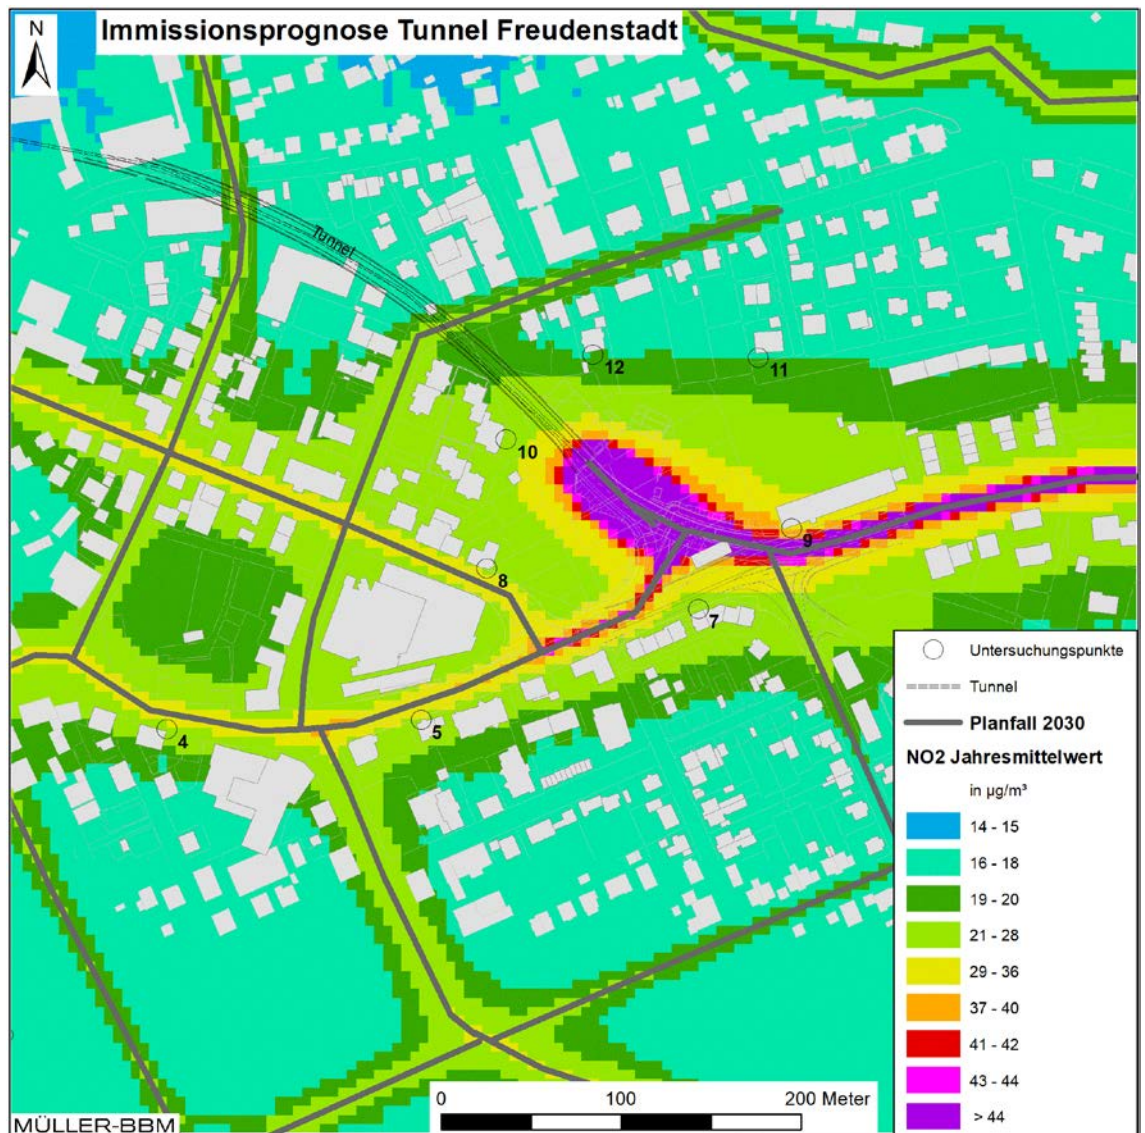 Immissionsprognose Tunnel Freudenstadt
N
Tunnel
12
11
10
9
8
7
4
5
Untersuchungspunkte
Tunnel
Planfall 2030
NO2 Jahresmittelwert
in µg/m³
14 - 15
16 - 18
19 - 20
21 - 28
29 - 36
37 - 40
41 - 42
43 - 44
> 44
0 100 200 Meter
MÜLLER-BBM